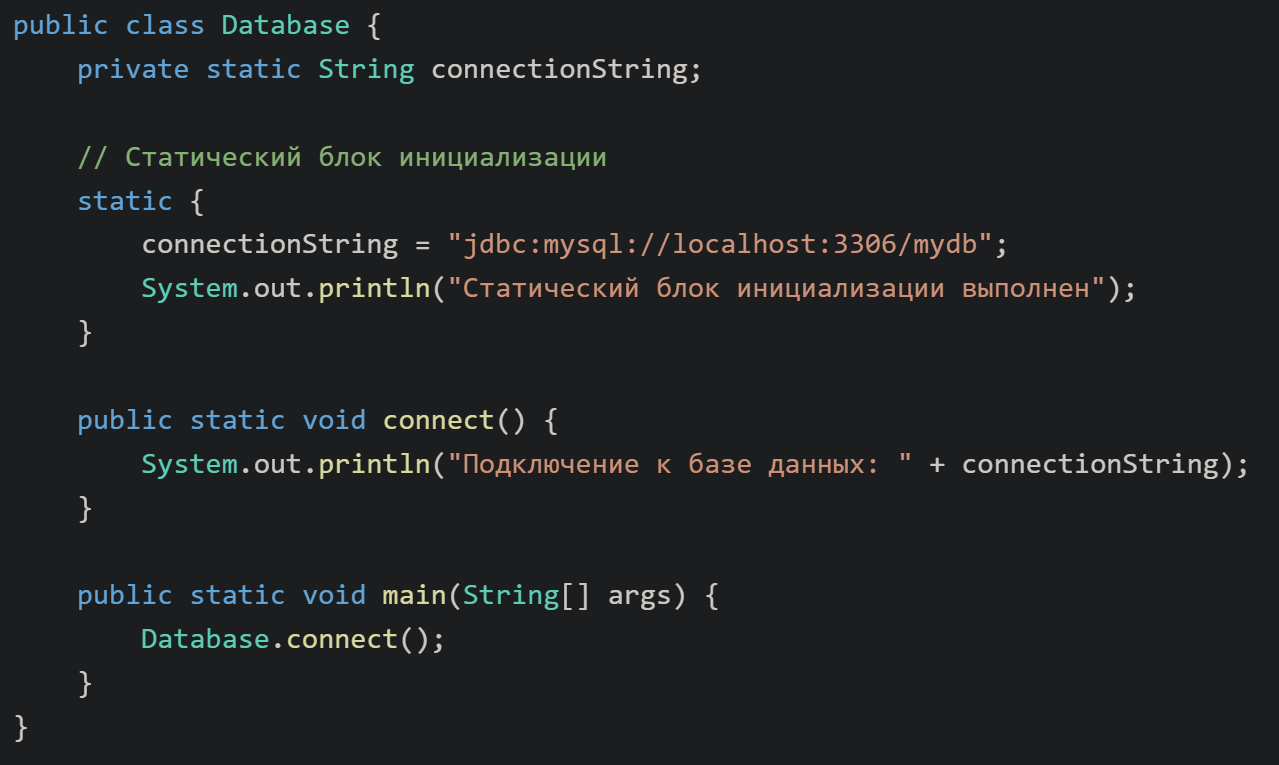 public class Database {
    private static String connectionString;
    // Статический блок инициализации
    static {
        connectionString = "jdbc:mysql://localhost:3306/mydb";
        System.out.println("Статический блок инициализации выполнен");
    }
    public static void connect() {
        System.out.println("Подключение к базе данных: " + connectionString);
    }
    public static void main(String[] args) {
        Database.connect();
    }
}